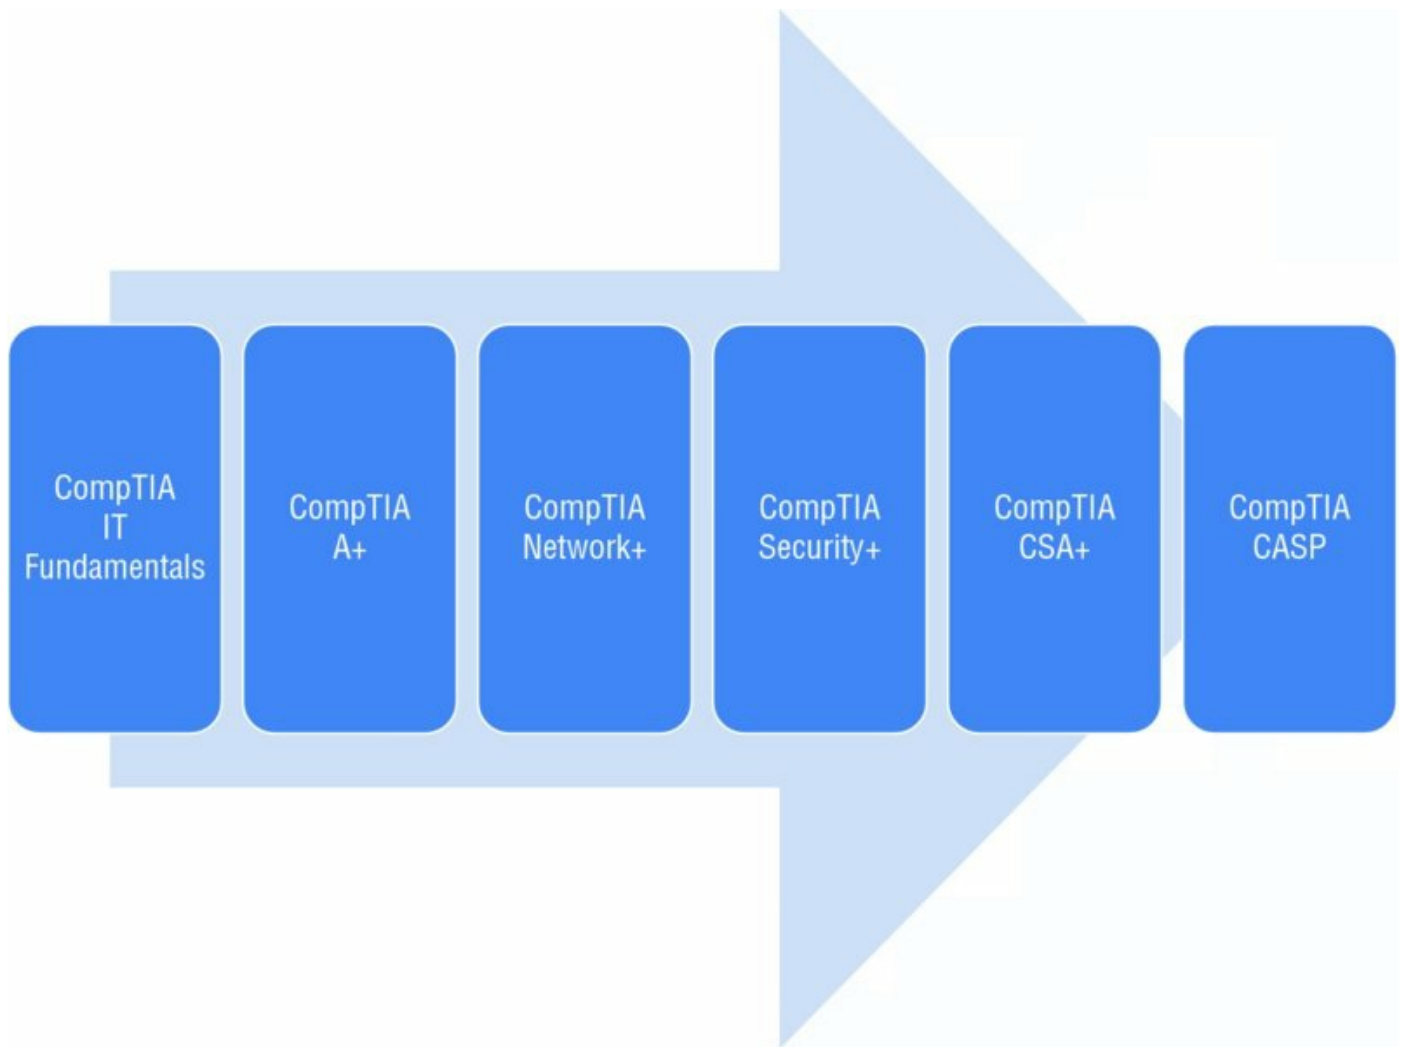 CompTIA
IT
Fundamentals
CompTIA
A+
CompTIA
Network+
CompTIA
Security+
CompTIA
CSA+
CompTIA
CASP